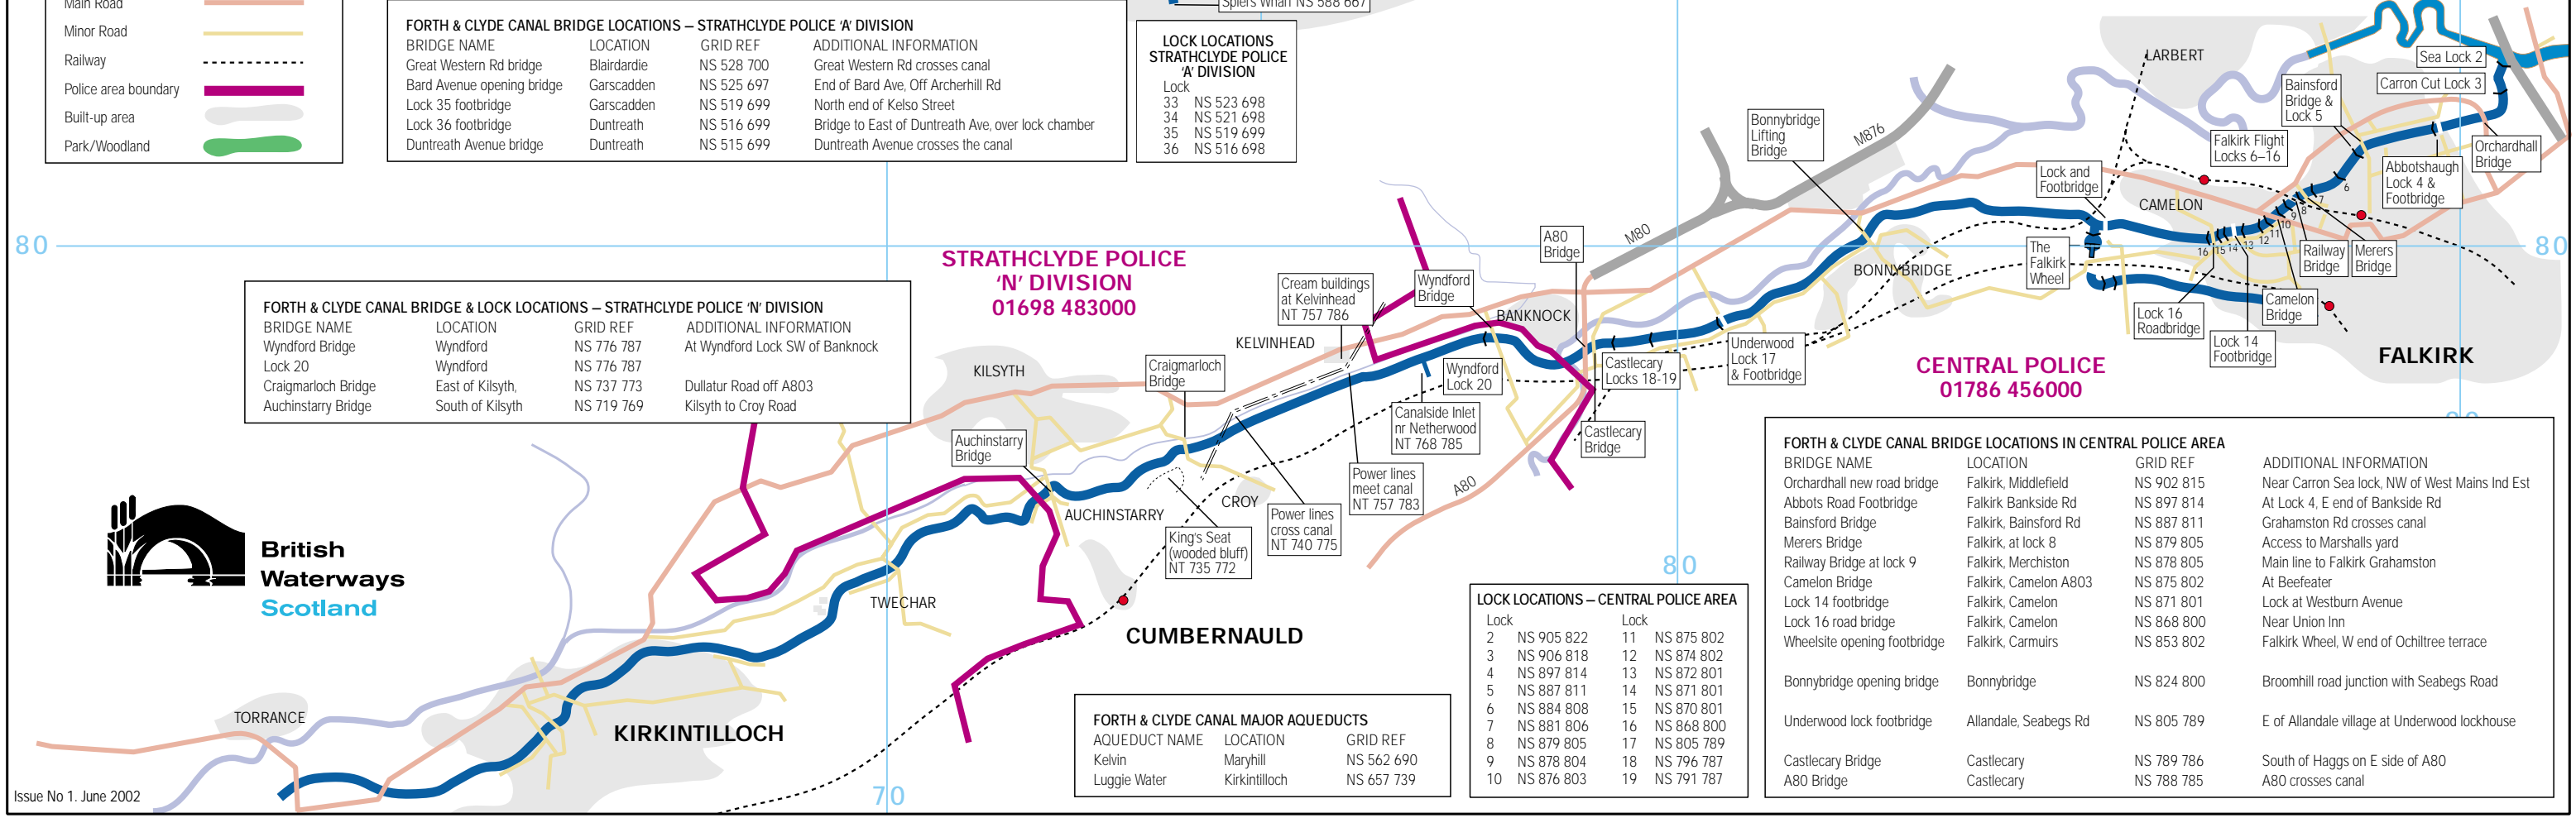 Main Road
Minor Road
Railway
Police area boundary
Built-up area
Park/Woodland
FORTH & CLYDE CANAL BRIDGE LOCATIONS – STRATHCLYDE POLICE 'A' DIVISION
BRIDGE NAME LOCATION GRID REF ADDITIONAL INFORMATION
Great Western Rd bridge Blairdardie NS 528 700 Great Western Rd crosses canal
Bard Avenue opening bridge Garscadden NS 525 697 End of Bard Ave, Off Archerhill Rd
Lock 35 footbridge Garscadden NS 519 699 North end of Kelso Street
Lock 36 footbridge Duntreath NS 516 699 Bridge to East of Duntreath Ave, over lock chamber
Duntreath Avenue bridge Duntreath NS 515 699 Duntreath Avenue crosses the canal
Spiers Wharf NS 588 667
LOCK LOCATIONS
STRATHCLYDE POLICE
'A' DIVISION
Lock
33 NS 523 698
34 NS 521 698
35 NS 519 699
36 NS 516 698
80
STRATHCLYDE POLICE
'N' DIVISION
01698 483000
FORTH & CLYDE CANAL BRIDGE & LOCK LOCATIONS – STRATHCLYDE POLICE 'N' DIVISION
BRIDGE NAME LOCATION GRID REF ADDITIONAL INFORMATION
Wyndford Bridge Wyndford NS 776 787 At Wyndford Lock SW of Banknock
Lock 20 Wyndford NS 776 787
Craigmarloch Bridge East of Kilsyth, NS 737 773 Dullatur Road off A803
Auchinstarry Bridge South of Kilsyth NS 719 769 Kilsyth to Croy Road
LARBERT
Sea Lock 2
Carron Cut Lock 3
Bainsford
Bridge &
Lock 5
Falkirk Flight
Locks 6–16
Orchardhall
Bridge
Abbotshaugh
Lock 4 &
Footbridge
Bonnybridge
Lifting
Bridge
M876
Lock and
Footbridge
CAMELON
6
7
8
9
10
11
12
13
14
15
16
80
M80
A80
Bridge
The
Falkirk
Wheel
Railway
Bridge
Merers
Bridge
BONNYBRIDGE
Camelon
Bridge
Lock 16
Roadbridge
Lock 14
Footbridge
FALKIRK
Cream buildings
at Kelvinhead
NT 757 786
Wyndford
Bridge
BANKNOCK
KELVINHEAD
Underwood
Lock 17
& Footbridge
Castlecary
Locks 18-19
CENTRAL POLICE
01786 456000
KILSYTH
Craigmarloch
Bridge
Wyndford
Lock 20
Canalside Inlet
nr Netherwood
NT 768 785
Castlecary
Bridge
Auchinstarry
Bridge
Power lines
meet canal
NT 757 783
A80
CROY
AUCHINSTARRY
Power lines
cross canal
NT 740 775
King's Seat
(wooded bluff)
NT 735 772
80
British
Waterways
Scotland
TWECHAR
CUMBERNAULD
TORRANCE
KIRKINTILLOCH
70
Issue No 1. June 2002
FORTH & CLYDE CANAL MAJOR AQUEDUCTS
AQUEDUCT NAME LOCATION GRID REF
Kelvin Maryhill NS 562 690
Luggie Water Kirkintilloch NS 657 739
LOCK LOCATIONS – CENTRAL POLICE AREA
Lock Lock
2 NS 905 822 11 NS 875 802
3 NS 906 818 12 NS 874 802
4 NS 897 814 13 NS 872 801
5 NS 887 811 14 NS 871 801
6 NS 884 808 15 NS 870 801
7 NS 881 806 16 NS 868 800
8 NS 879 805 17 NS 805 789
9 NS 878 804 18 NS 796 787
10 NS 876 803 19 NS 791 787
FORTH & CLYDE CANAL BRIDGE LOCATIONS IN CENTRAL POLICE AREA
BRIDGE NAME LOCATION GRID REF ADDITIONAL INFORMATION
Orchardhall new road bridge Falkirk, Middlefield NS 902 815 Near Carron Sea lock, NW of West Mains Ind Est
Abbots Road Footbridge Falkirk Bankside Rd NS 897 814 At Lock 4, E end of Bankside Rd
Bainsford Bridge Falkirk, Bainsford Rd NS 887 811 Grahamston Rd crosses canal
Merers Bridge Falkirk, at lock 8 NS 879 805 Access to Marshalls yard
Railway Bridge at lock 9 Falkirk, Merchiston NS 878 805 Main line to Falkirk Grahamston
Camelon Bridge Falkirk, Camelon A803 NS 875 802 At Beefeater
Lock 14 footbridge Falkirk, Camelon NS 871 801 Lock at Westburn Avenue
Lock 16 road bridge Falkirk, Camelon NS 868 800 Near Union Inn
Wheelsite opening footbridge Falkirk, Carmuirs NS 853 802 Falkirk Wheel, W end of Ochiltree terrace
Bonnybridge opening bridge Bonnybridge NS 824 800 Broomhill road junction with Seabegs Road
Underwood lock footbridge Allandale, Seabegs Rd NS 805 789 E of Allandale village at Underwood lockhouse
Castlecary Bridge Castlecary NS 789 786 South of Haggs on E side of A80
A80 Bridge Castlecary NS 788 785 A80 crosses canal